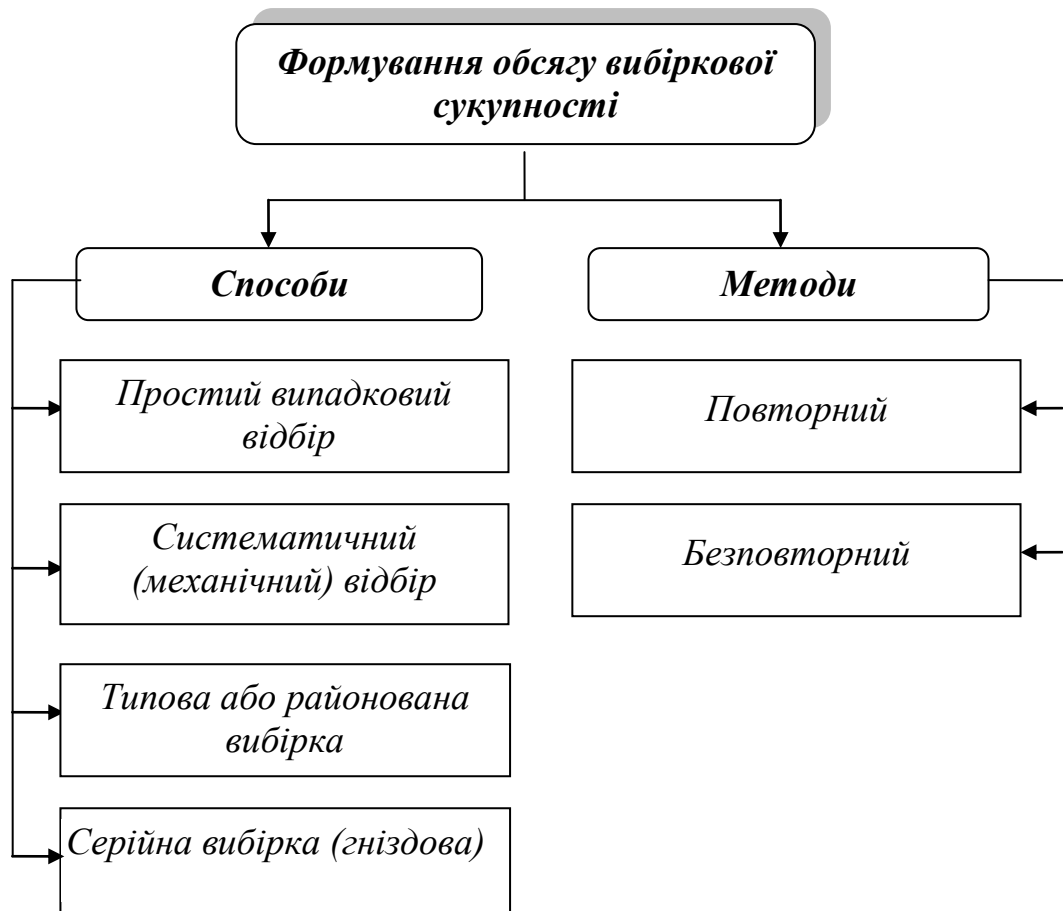 Формування обсягу вибіркової
сукупності
Способи
Методи
Простий випадковий
відбір
Повторний
Систематичний
(механічний) відбір
Безповторний
Типова або районована
вибірка
Серійна вибірка (гніздова)